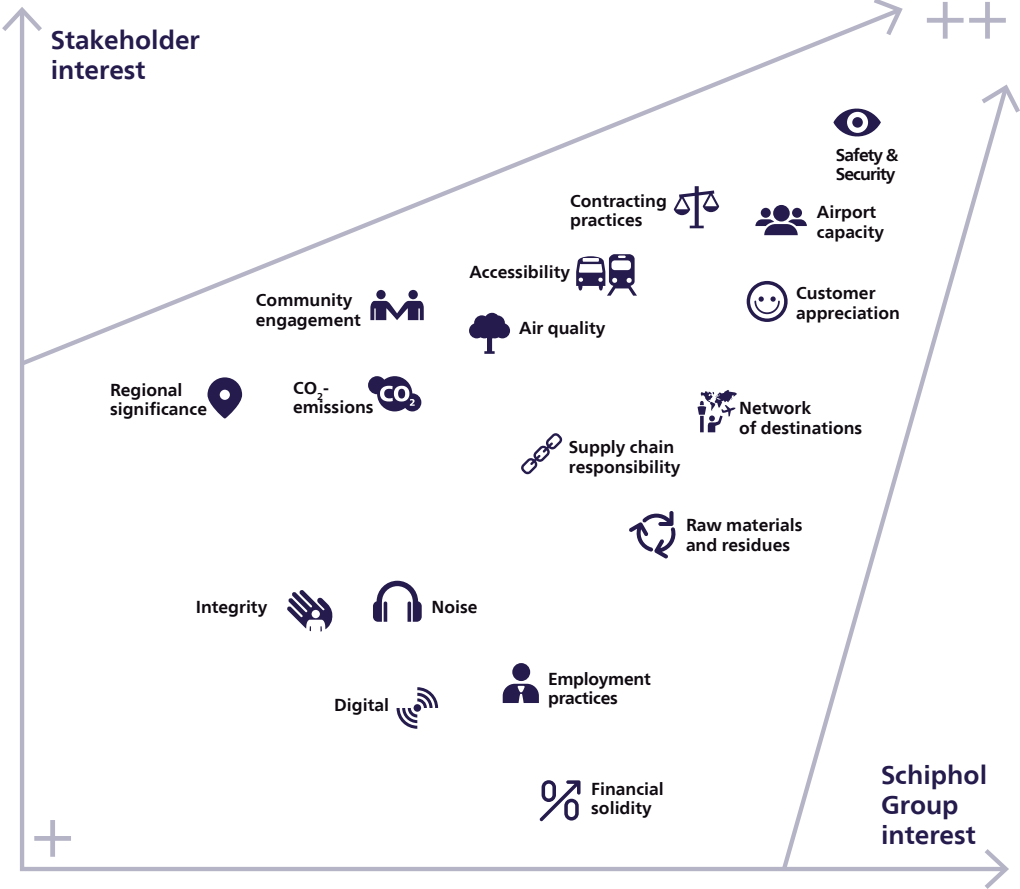 Stakeholder
interest
Safety &
Security
Contracting
practices
Airport
capacity
Accessibility
Customer
appreciation
Community
engagement
Air quality
Regional
significance
CO₂-
emissions
CO₂
Network
of destinations
Supply chain
responsibility
Raw materials
and residues
Integrity
Noise
Employment
practices
Digital
Financial
solidity
Schiphol
Group
interest